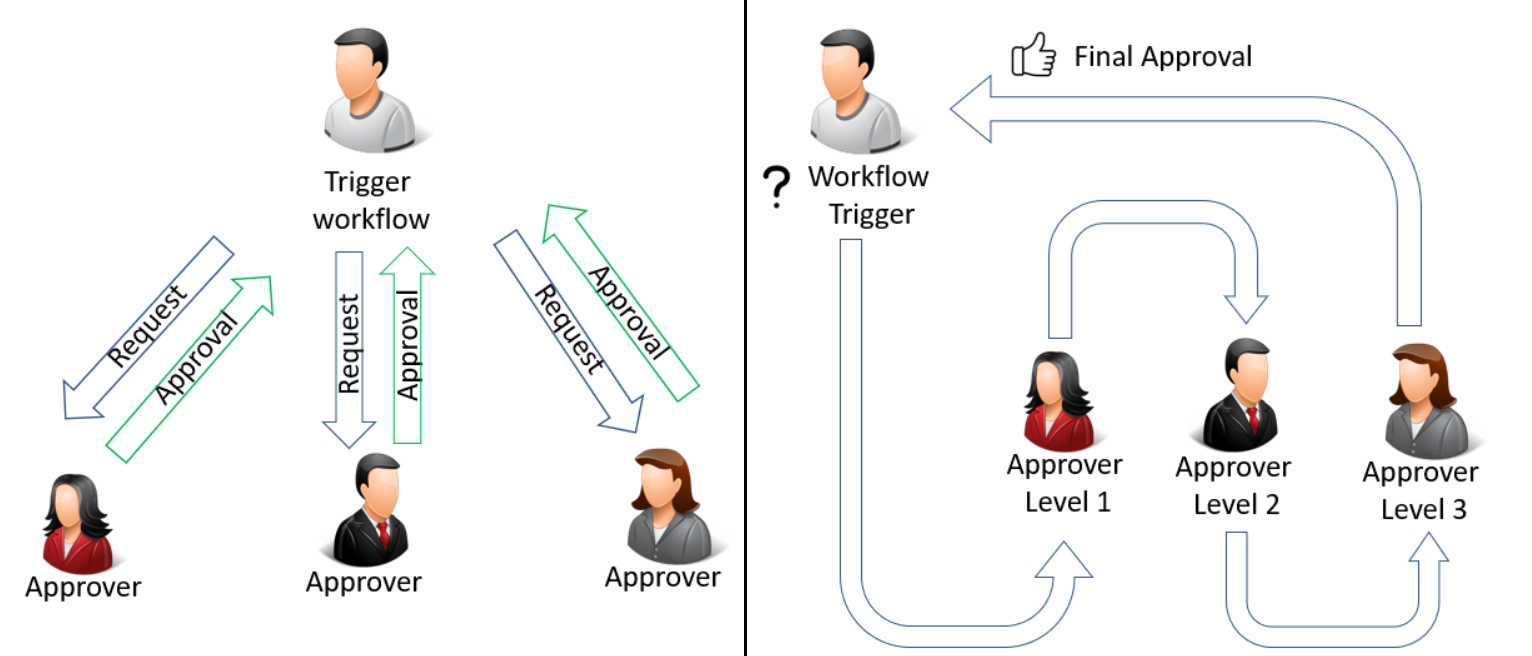 Trigger
workflow
Request
Approval
Request
Approval
Request
Approval
Approver
Approver
Approver
Final Approval
? Workflow
Trigger
Approver
Level 1
Approver
Level 2
Approver
Level 3